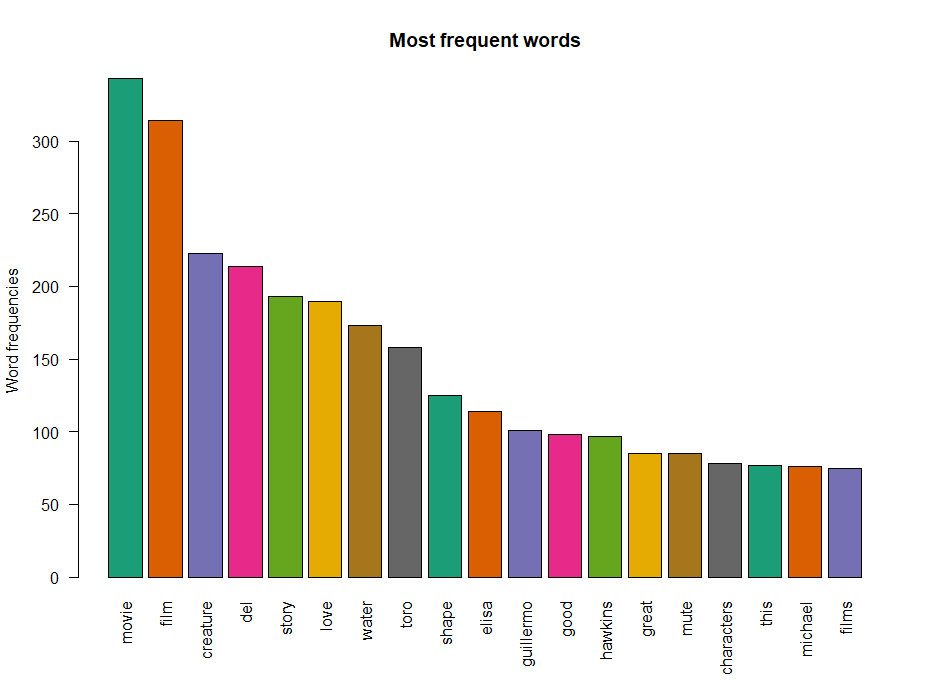 Most frequent words
Word frequencies
300
250
200
150
100
50
0
movie
film
creature
del
story
love
water
toro
shape
elisa
guillermo
good
hawkins
great
mute
characters
this
michael
films